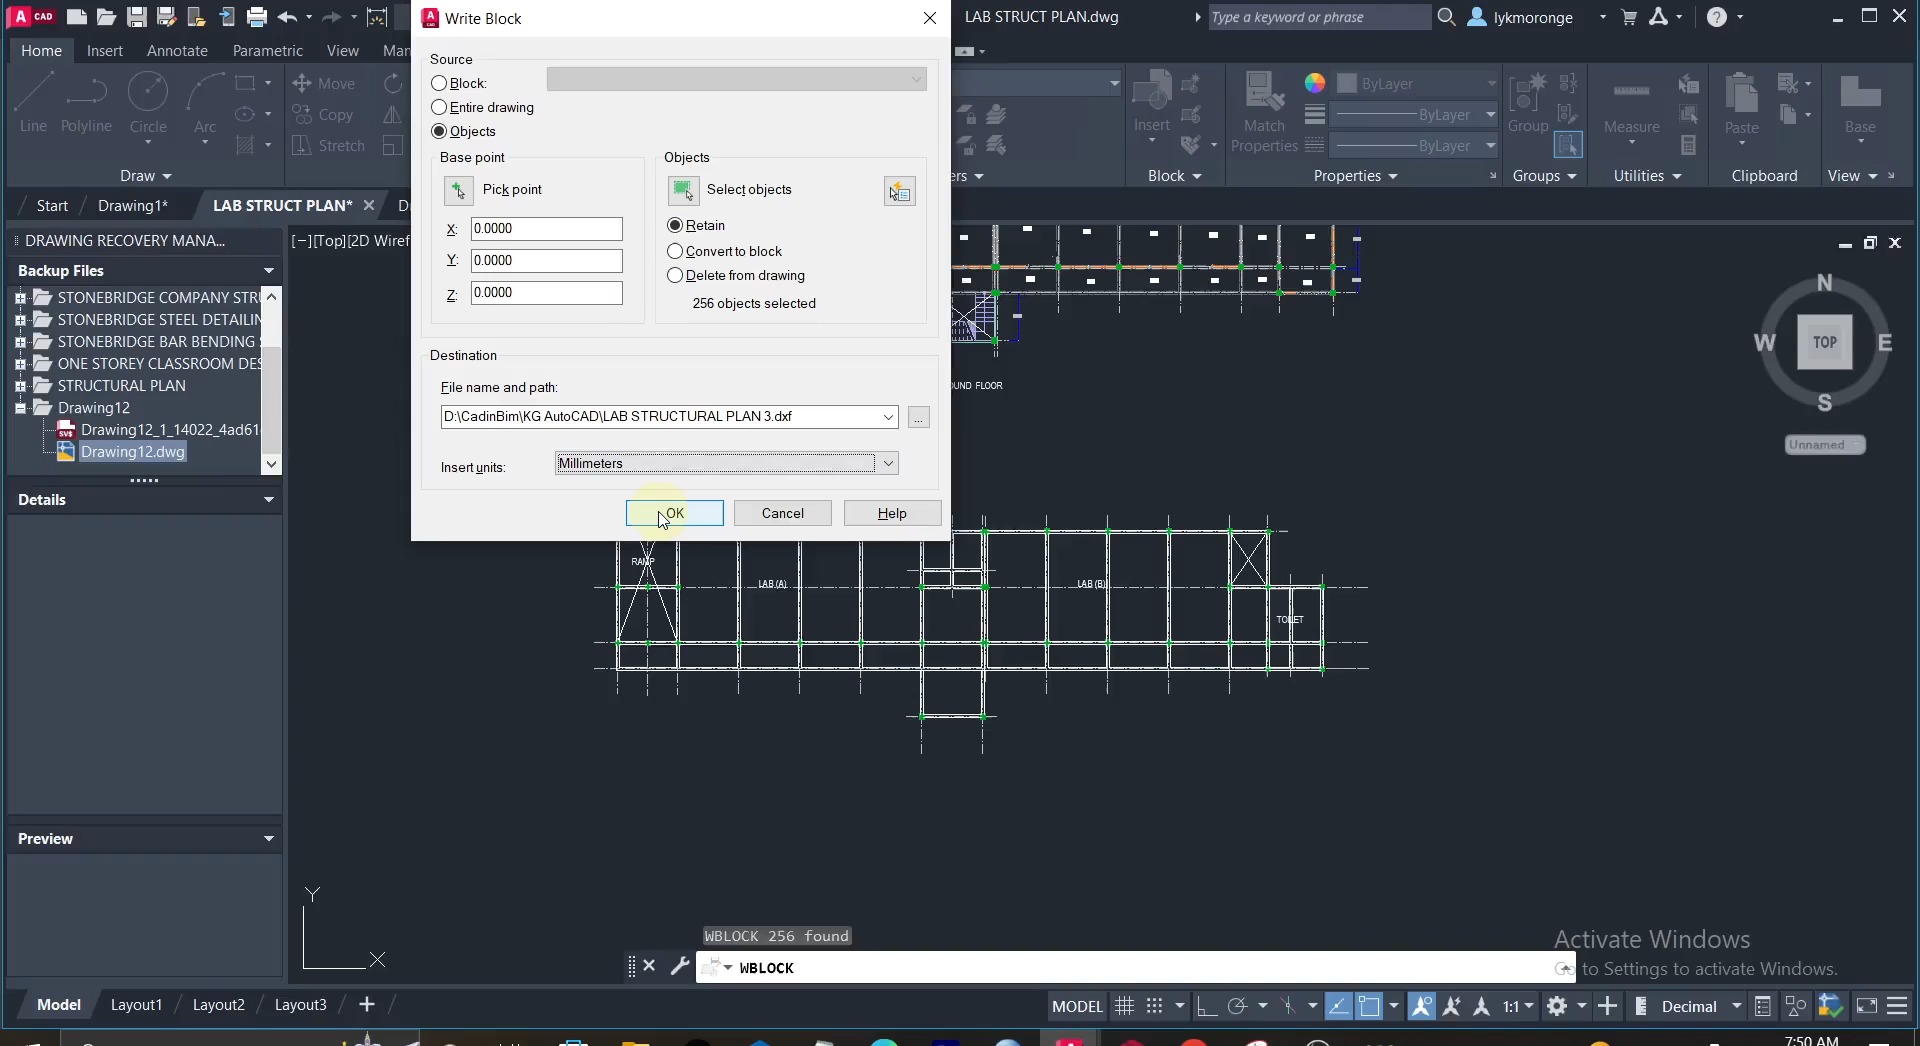 CAD
Write Block
LAB STRUCT PLAN.dwg
Type a keyword or phrase
lykmoronge
Home
Insert
Annotate
Parametric
View
Source
Block:
Entire drawing
Objects
Base point
Pick point
X:
0.0000
Y:
0.0000
Z:
0.0000
Objects
Select objects
Retain
Convert to block
Delete from drawing
256 objects selected
Destination
File name and path:
D:\CadinBim\KG AutoCAD\LAB STRUCTURAL PLAN 3.dxf
...
Insert units:
Millimeters
OK
Cancel
Help
Line
Polyline
Circle
Arc
Move
Copy
Stretch
Draw
Insert
Block
Match
Properties
ByLayer
ByLayer
ByLayer
Properties
Group
Groups
Measure
Utilities
Paste
Clipboard
Base
View
Start
Drawing1*
LAB STRUCT PLAN*
DRAWING RECOVERY MANA...
[−][Top][2D Wiref
Backup Files
STONEBRIDGE COMPANY STRU
STONEBRIDGE STEEL DETAILIN
STONEBRIDGE BAR BENDING
ONE STOREY CLASSROOM DES
STRUCTURAL PLAN
Drawing12
Drawing12_1_14022_4ad61
Drawing12.dwg
Details
Preview
N
W
TOP
E
S
Unnamed
UND FLOOR
RAMP
LAB (A)
LAB (B)
TOILET
Y
X
WBLOCK 256 found
WBLOCK
Activate Windows
Go to Settings to activate Windows.
Model
Layout1
Layout2
Layout3
MODEL
1:1
Decimal
7:50 AM